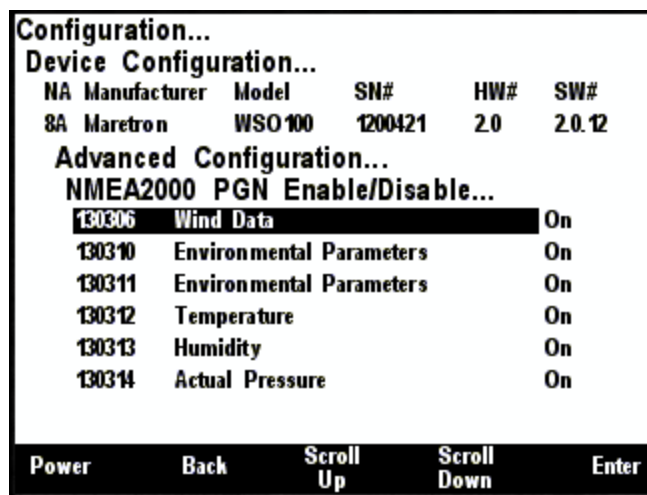 Configuration...
Device Configuration...
NA Manufacturer Model SN# HW# SW#
8A Maretron WSO100 1200421 2.0 2.0.12
Advanced Configuration...
NMEA2000 PGN Enable/Disable...
130306 Wind Data On
130310 Environmental Parameters On
130311 Environmental Parameters On
130312 Temperature On
130313 Humidity On
130314 Actual Pressure On
Power Back Scroll Up Scroll Down Enter